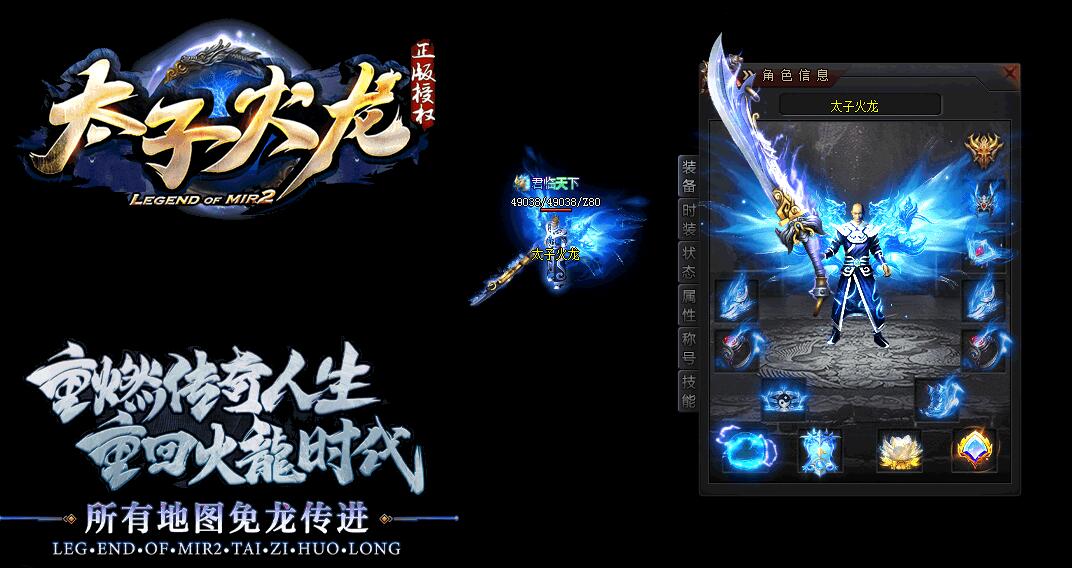 太子火龙
正版授权
LEGEND OF MIR2
君临天下
49038/49038/Z80
太子火龙
重燃传奇人生
重回火龍时代
所有地图免龙传进
LEG•END•OF•MIR2•TAI•ZI•HUO•LONG
角色信息
太子火龙
装备
时装
状态
属性
称号
技能